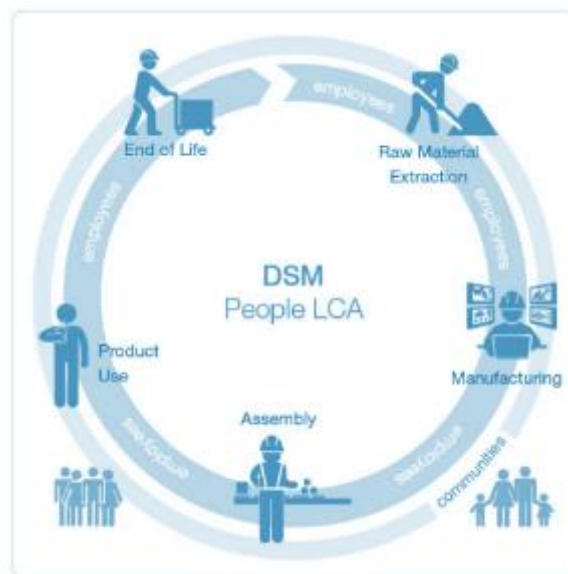 employees
End of Life
Raw Material
Extraction
employees
employees
DSM
People LCA
Product
Use
Manufacturing
Assembly
employees
employees
communities